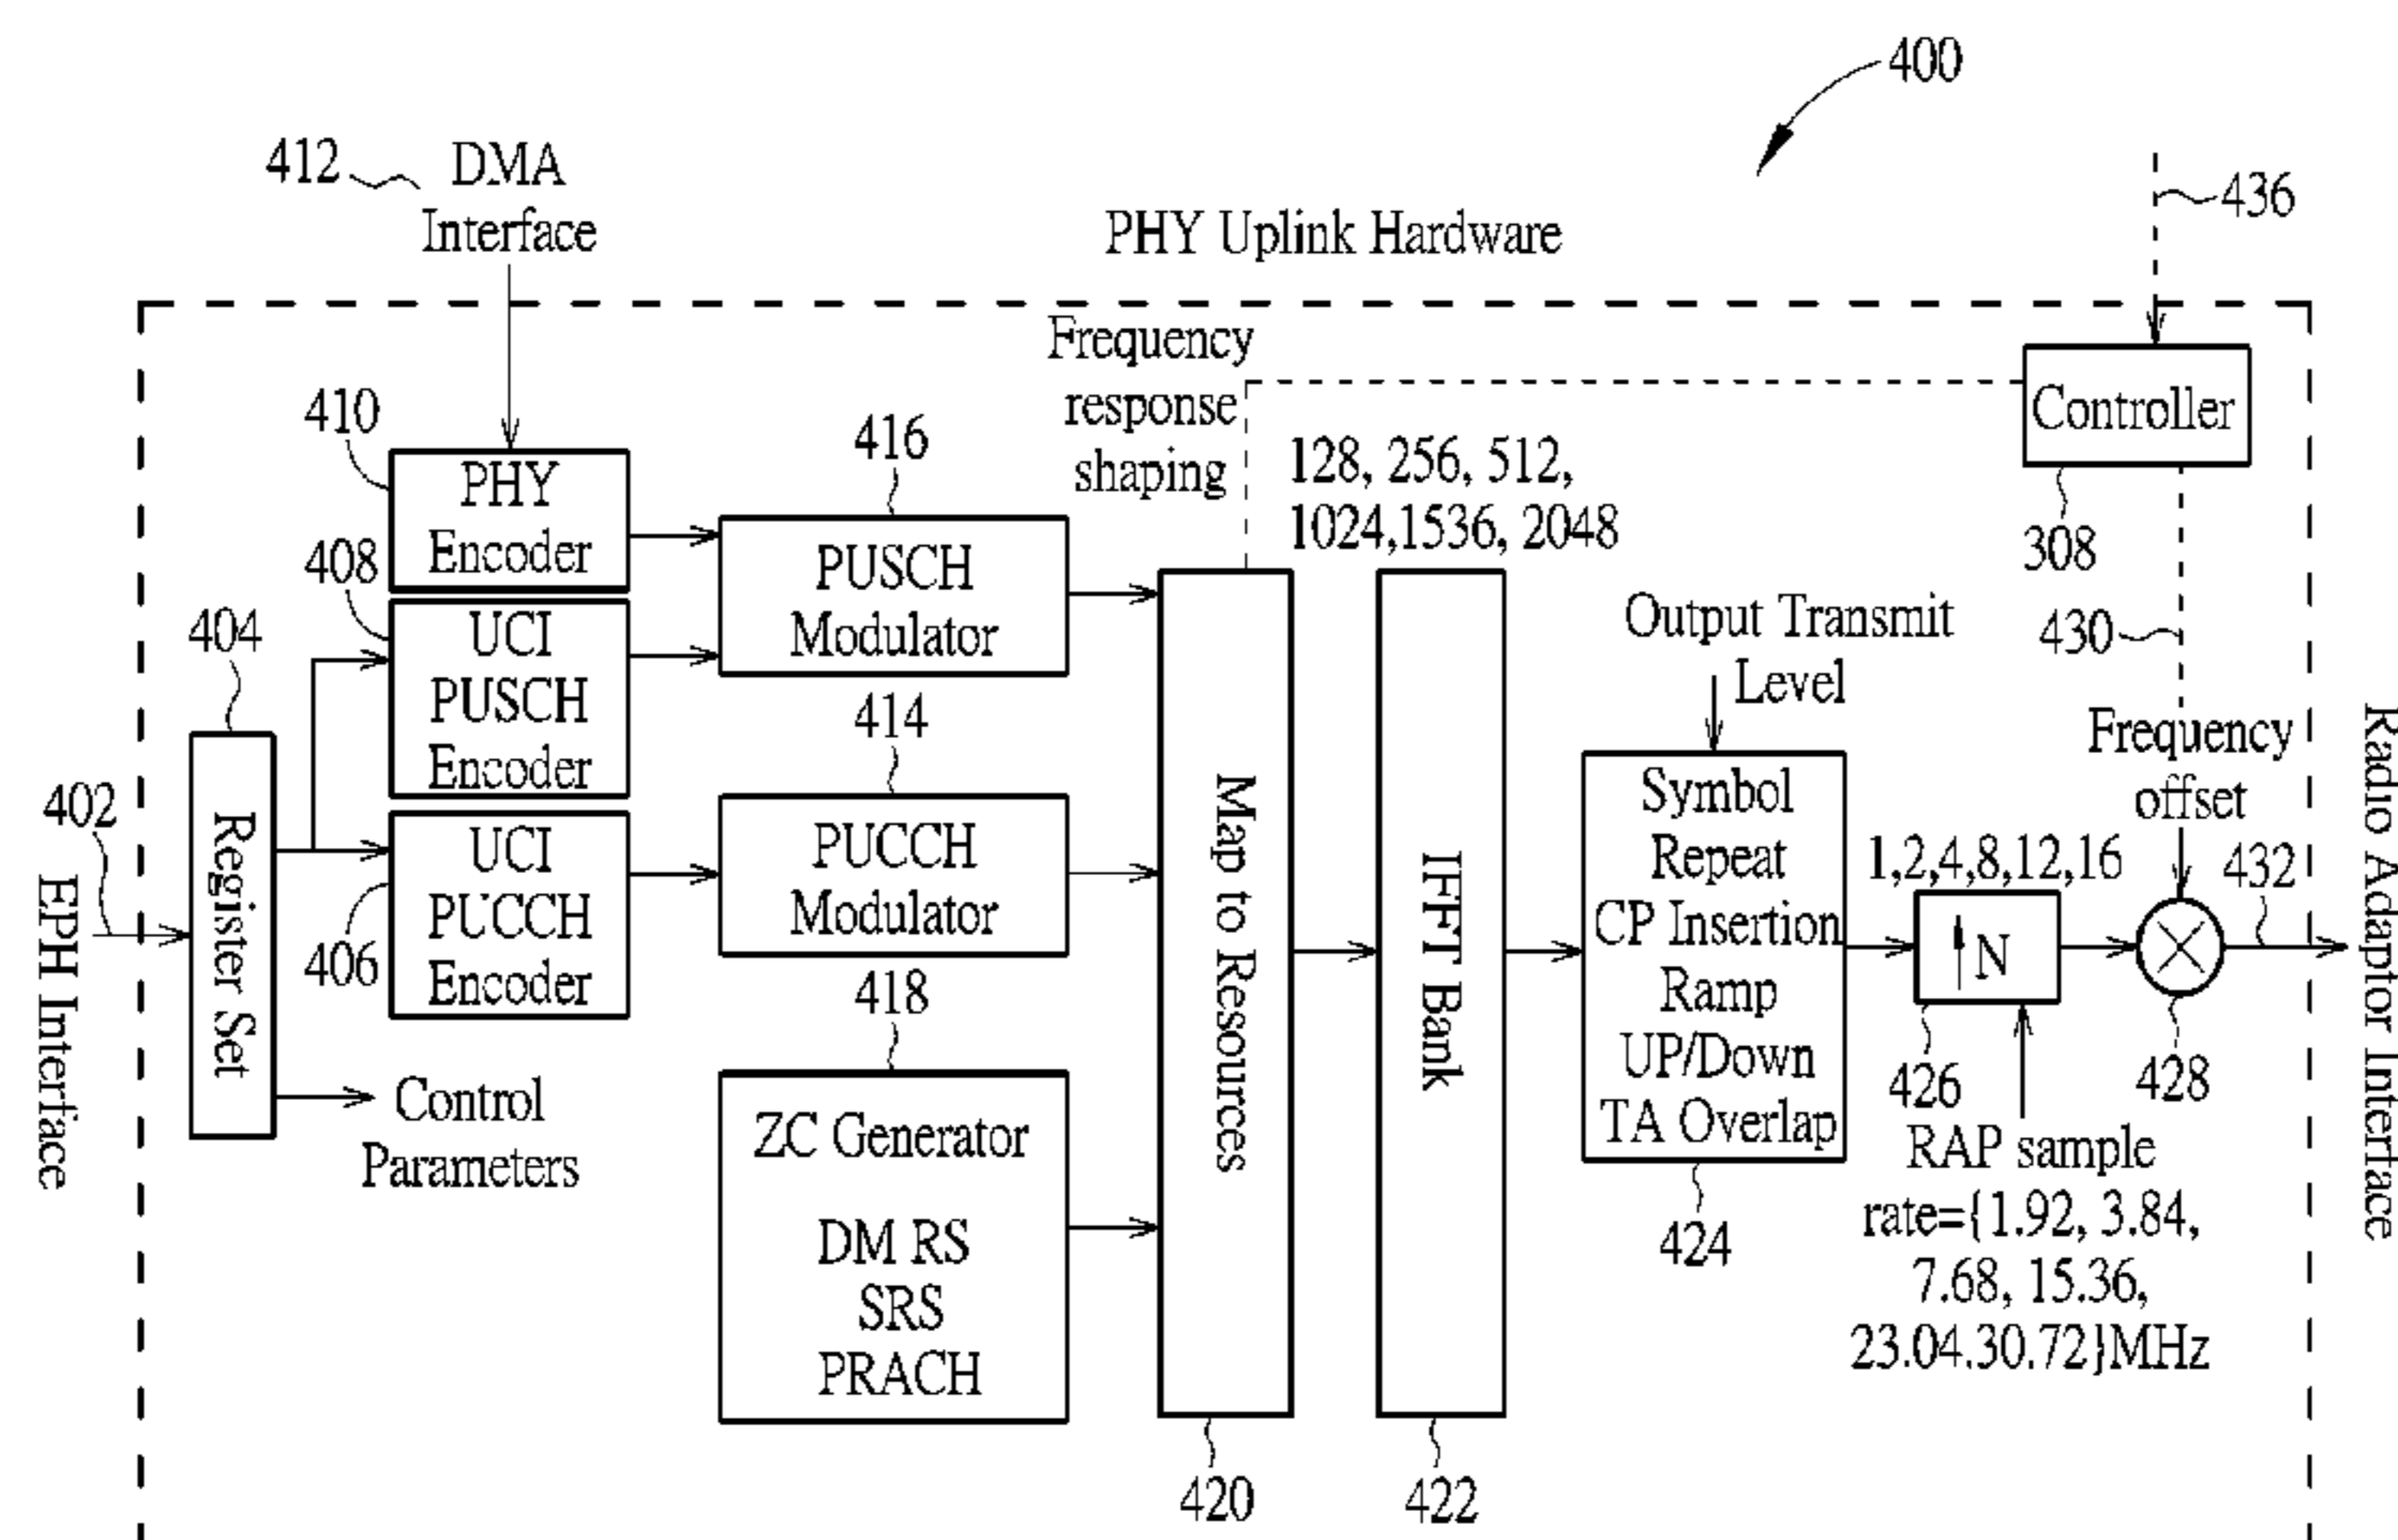 400
412
DMA
Interface
436
PHY Uplink Hardware
Frequency
response
shaping
Controller
308
410
PHY
Encoder
416
PUSCH
Modulator
128, 256, 512,
1024,1536, 2048
408
UCI
PUSCH
Encoder
404
Register Set
402
EPH Interface
406
UCI
PUCCH
Encoder
414
PUCCH
Modulator
418
ZC Generator
DM RS
SRS
PRACH
Control
Parameters
Map to Resources
420
IFFT Bank
422
Output Transmit
Level
Symbol
Repeat
CP Insertion
Ramp
UP/Down
TA Overlap
424
430
Frequency
offset
1,2,4,8,12,16
N
426
428
432
RAP sample
rate={1.92, 3.84,
7.68, 15.36,
23.04.30.72}MHz
Radio Adaptor Interface